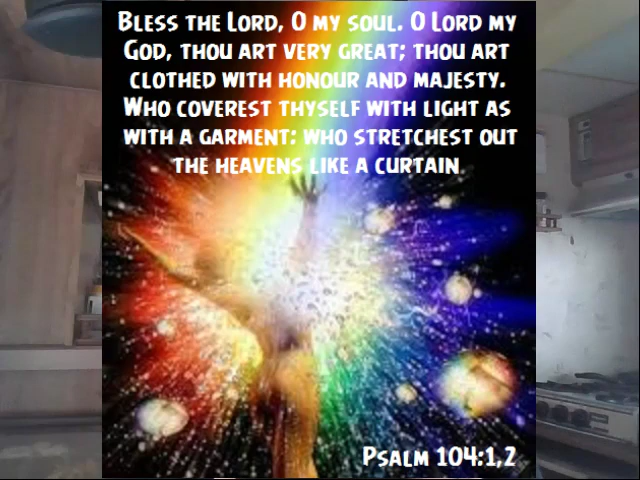 Bless the Lord, O my soul. O Lord my
God, thou art very great; thou art
clothed with honour and majesty.
Who coverest thyself with light as
with a garment: who stretchest out
the heavens like a curtain
Psalm 104:1,2